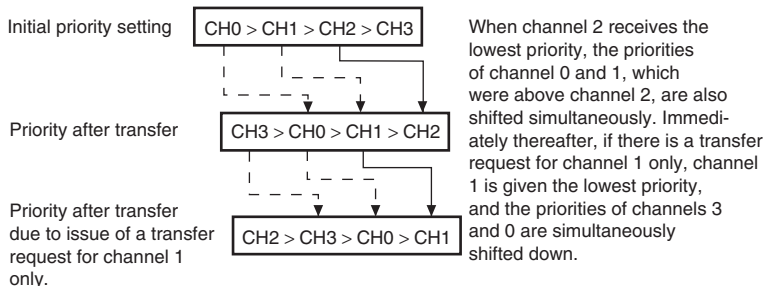 Initial priority setting
CH0 > CH1 > CH2 > CH3
Priority after transfer
CH3 > CH0 > CH1 > CH2
Priority after transfer
due to issue of a transfer
request for channel 1
only.
CH2 > CH3 > CH0 > CH1
When channel 2 receives the
lowest priority, the priorities
of channel 0 and 1, which
were above channel 2, are also
shifted simultaneously. Immedi-
ately thereafter, if there is a transfer
request for channel 1 only, channel
1 is given the lowest priority,
and the priorities of channels 3
and 0 are simultaneously
shifted down.